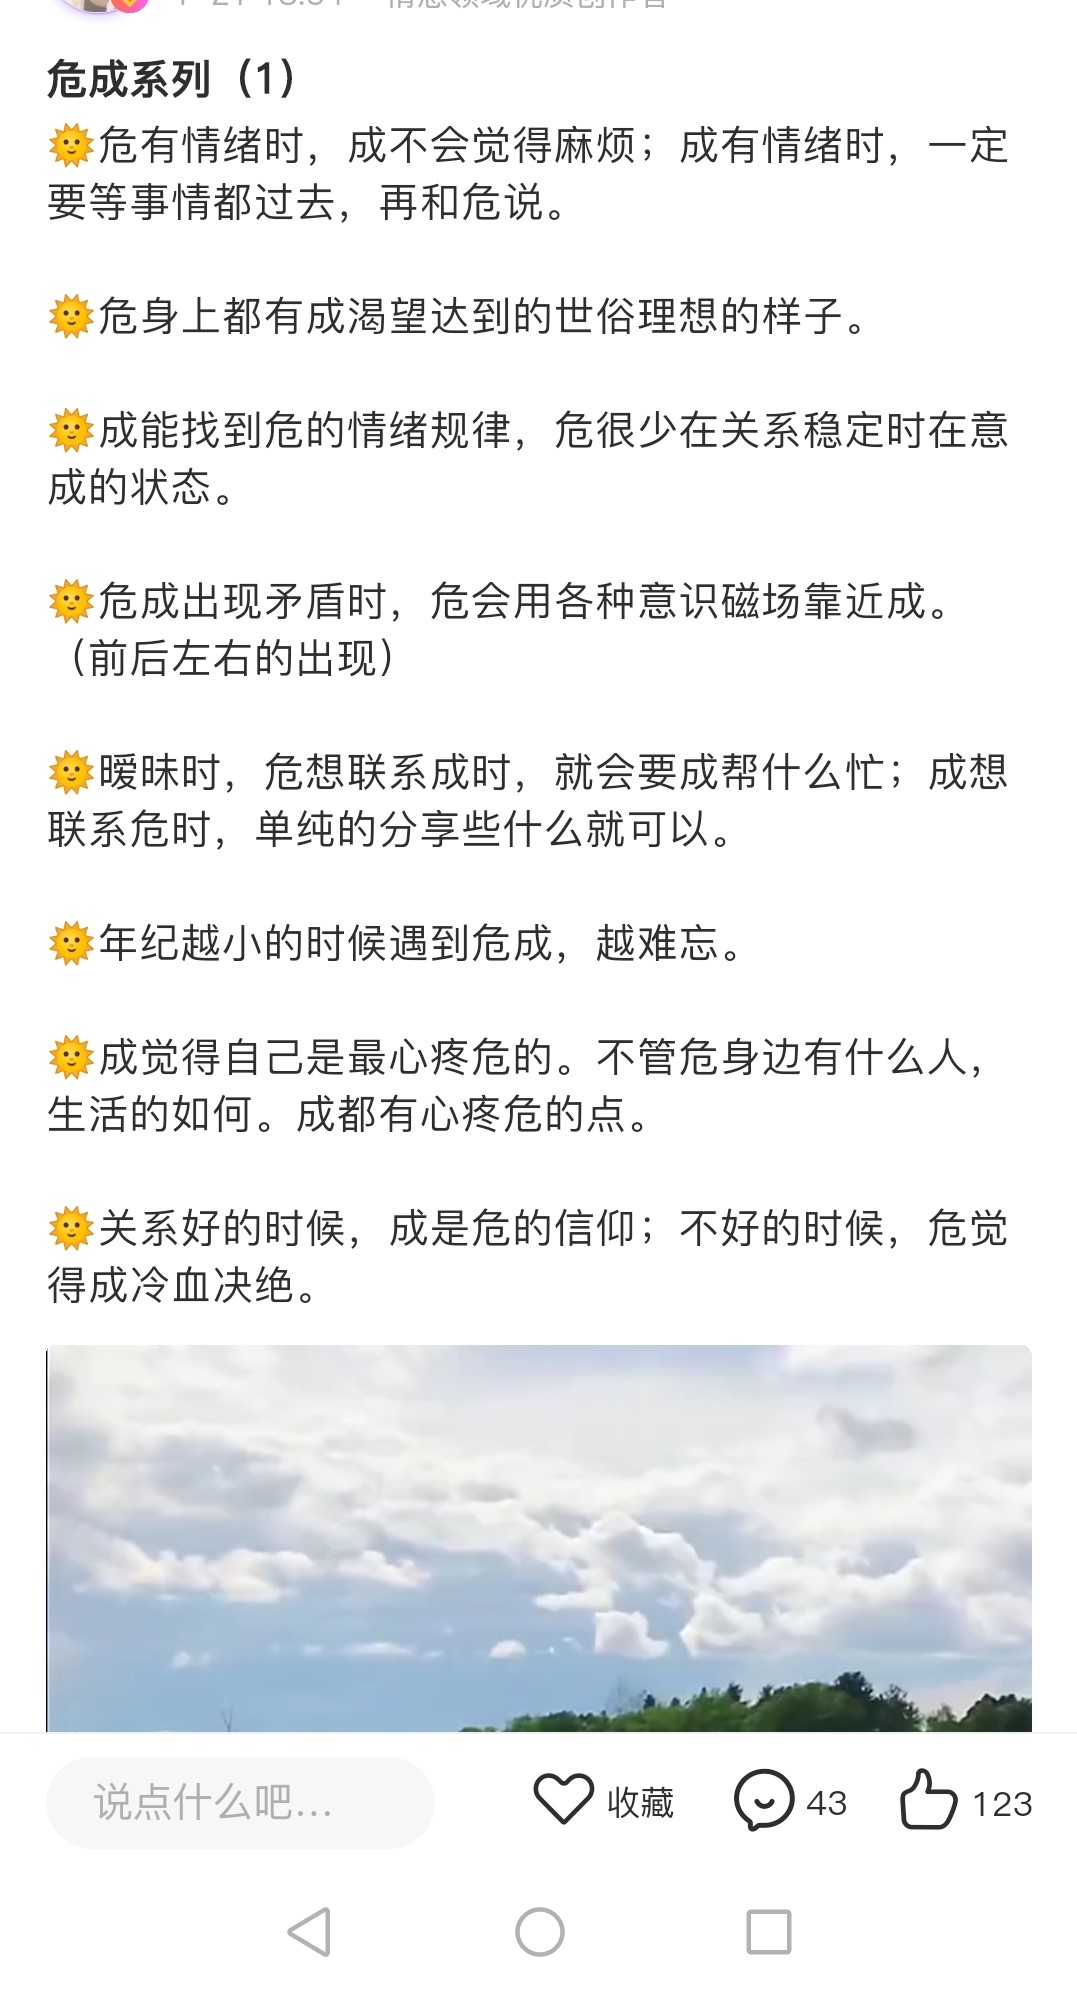 危成系列（1）
🌞危有情绪时，成不会觉得麻烦；成有情绪时，一定
要等事情都过去，再和危说。
🌞危身上都有成渴望达到的世俗理想的样子。
🌞成能找到危的情绪规律，危很少在关系稳定时在意
成的状态。
🌞危成出现矛盾时，危会用各种意识磁场靠近成。
（前后左右的出现）
🌞暧昧时，危想联系成时，就会要成帮什么忙；成想
联系危时，单纯的分享些什么就可以。
🌞年纪越小的时候遇到危成，越难忘。
🌞成觉得自己是最心疼危的。不管危身边有什么人，
生活的如何。成都有心疼危的点。
🌞关系好的时候，成是危的信仰；不好的时候，危觉
得成冷血决绝。
说点什么吧... 收藏 43 123